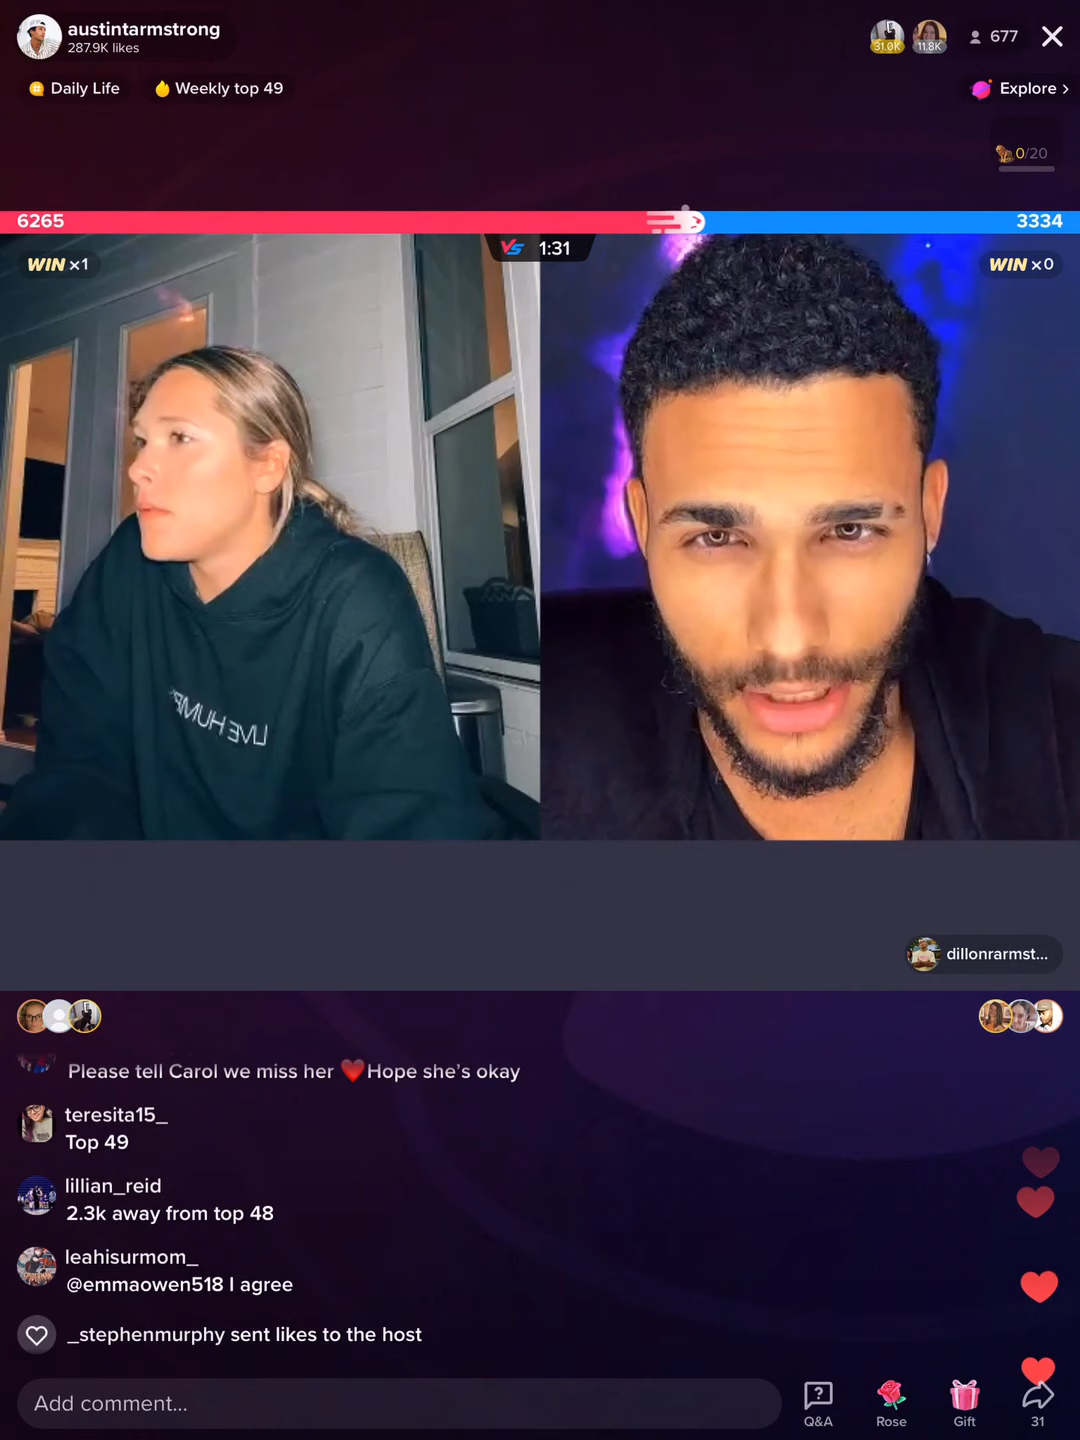 austintarmstrong
287.9K likes
31.0K
11.8K
677
Daily Life
Weekly top 49
Explore >
0/20
6265
3334
VS 1:31
WIN x1
WIN x0
LIVE HUMB
dillonrarmst...
Please tell Carol we miss her ❤️Hope she's okay
teresita15_
Top 49
lillian_reid
2.3k away from top 48
leahisurmom_
@emmaowen518 I agree
_stephenmurphy sent likes to the host
Add comment...
Q&A
Rose
Gift
31